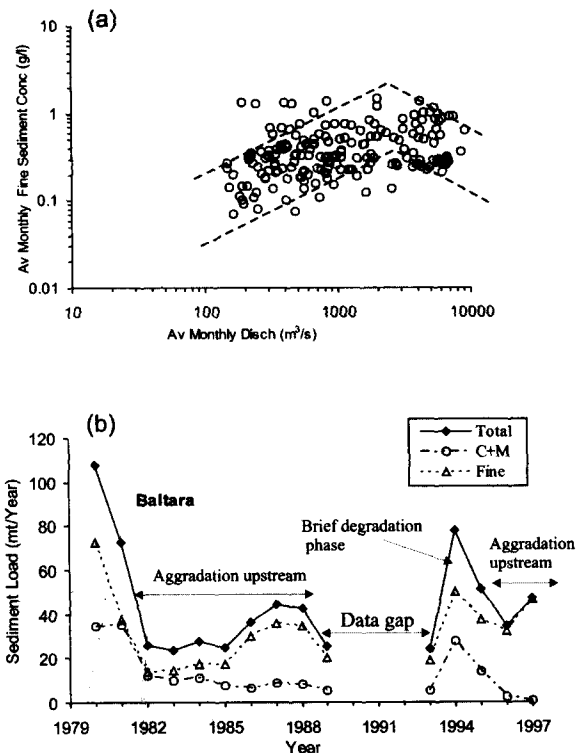 (a)
10
1
0.1
0.01
Av Monthly Fine Sediment Conc (g/l)
10 100 1000 10000
Av Monthly Disch (m³/s)
(b)
Total
C+M
Fine
120
100
80
60
40
20
0
Sediment Load (mt/Year)
Baltara
Aggradation upstream
Data gap
Brief degradation
phase
Aggradation
upstream
1979 1982 1985 1988 1991 1994 1997
Year